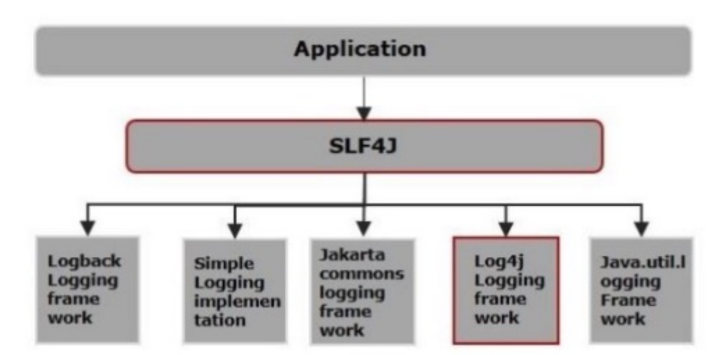 Application
SLF4J
Logback
Logging
frame
work
Simple
Logging
implemen
tation
Jakarta
commons
logging
frame
work
Log4j
Logging
frame
work
Java.util.l
ogging
Frame
work